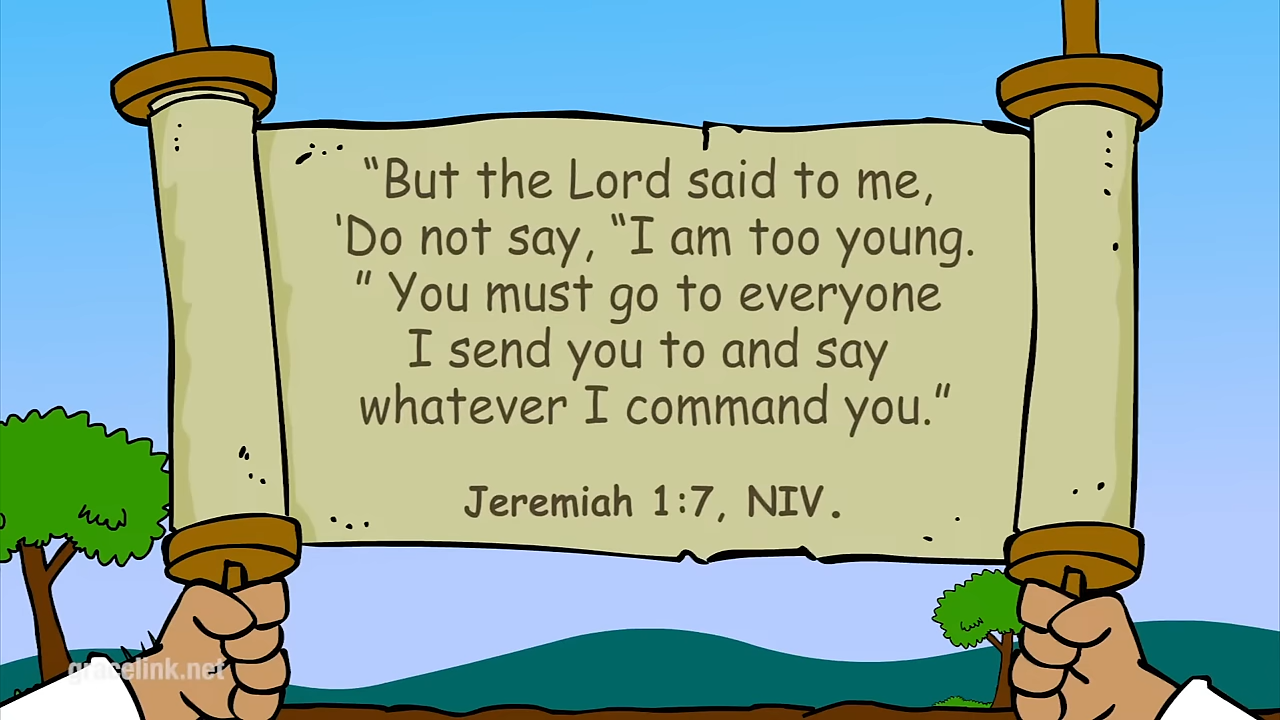 “But the Lord said to me,
‘Do not say, “I am too young.
” You must go to everyone
I send you to and say
whatever I command you.”
Jeremiah 1:7, NIV.
gracelink.net